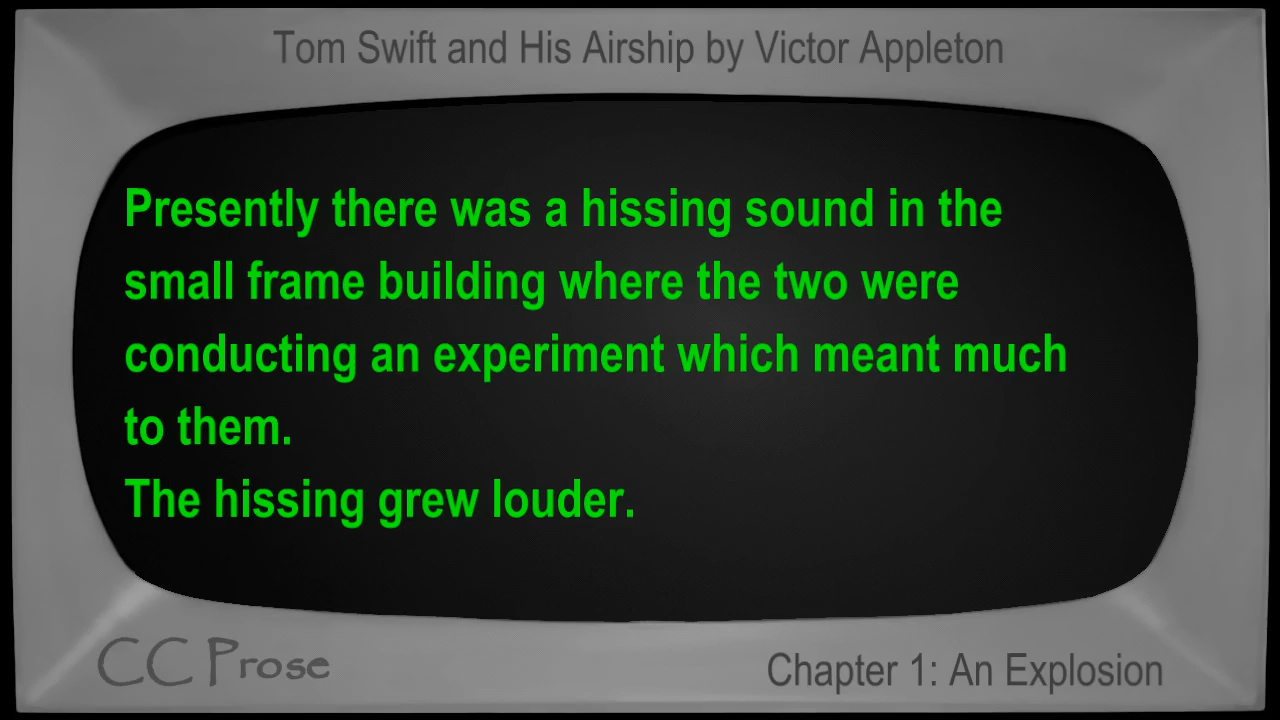 Tom Swift and His Airship by Victor Appleton
Presently there was a hissing sound in the
small frame building where the two were
conducting an experiment which meant much
to them.
The hissing grew louder.
CC Prose
Chapter 1: An Explosion